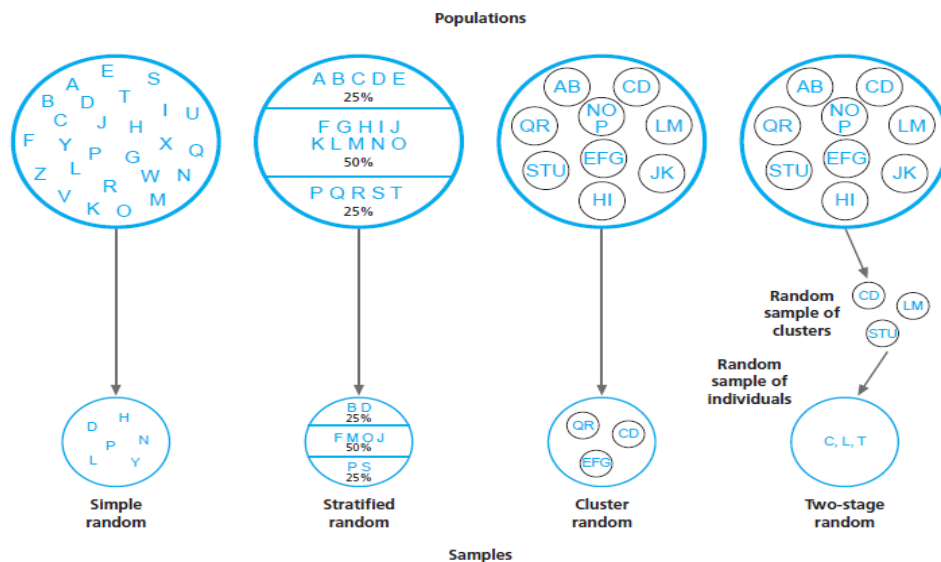 Populations
E
A
S
B
D
T
I
U
C
J
H
F
Y
P
G
X
Q
Z
L
R
W
N
V
K
O
M
A B C D E
25%
F G H I J
K L M N O
50%
P Q R S T
25%
AB
CD
NO
P
QR
LM
STU
EFG
JK
HI
AB
CD
NO
P
QR
LM
STU
EFG
JK
HI
Random
sample of
clusters
CD
LM
STU
Random
sample of
individuals
D
H
P
N
L
Y
B D
25%
F M O J
50%
P S
25%
QR
CD
EFG
C, L, T
Simple
random
Stratified
random
Cluster
random
Two-stage
random
Samples